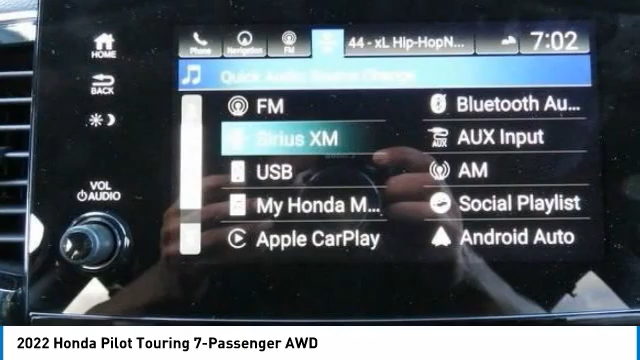 HOME
BACK
VOL
AUDIO
Phone Navigation FM 44 - xL Hip-HopN... 7:02
Quick Audio Source Change
FM
Bluetooth Au...
Sirius XM
AUX Input
USB
AM
My Honda M...
Social Playlist
Apple CarPlay
Android Auto
2022 Honda Pilot Touring 7-Passenger AWD